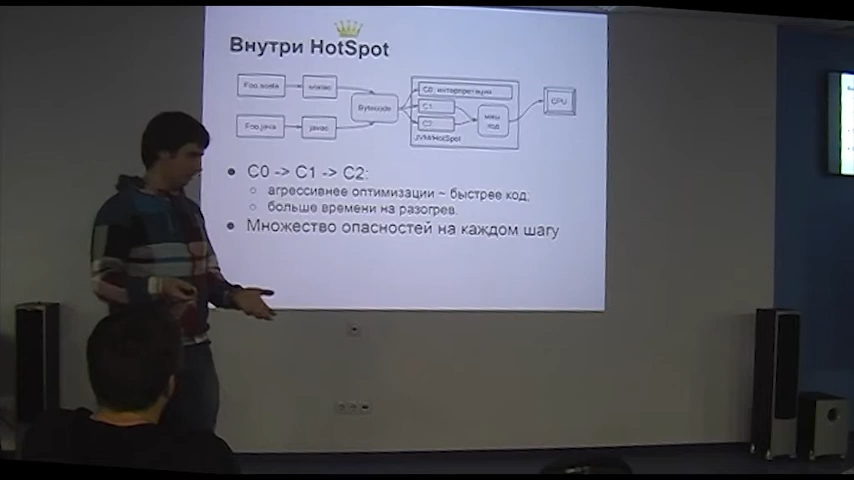 Внутри HotSpot
Foo.scala
scalac
Foo.java
javac
Bytecode
C0: интерпретация
C1
C2
маш. код
JVM/HotSpot
CPU
C0 -> C1 -> C2:
агрессивнее оптимизации ~ быстрее код;
больше времени на разогрев.
Множество опасностей на каждом шагу